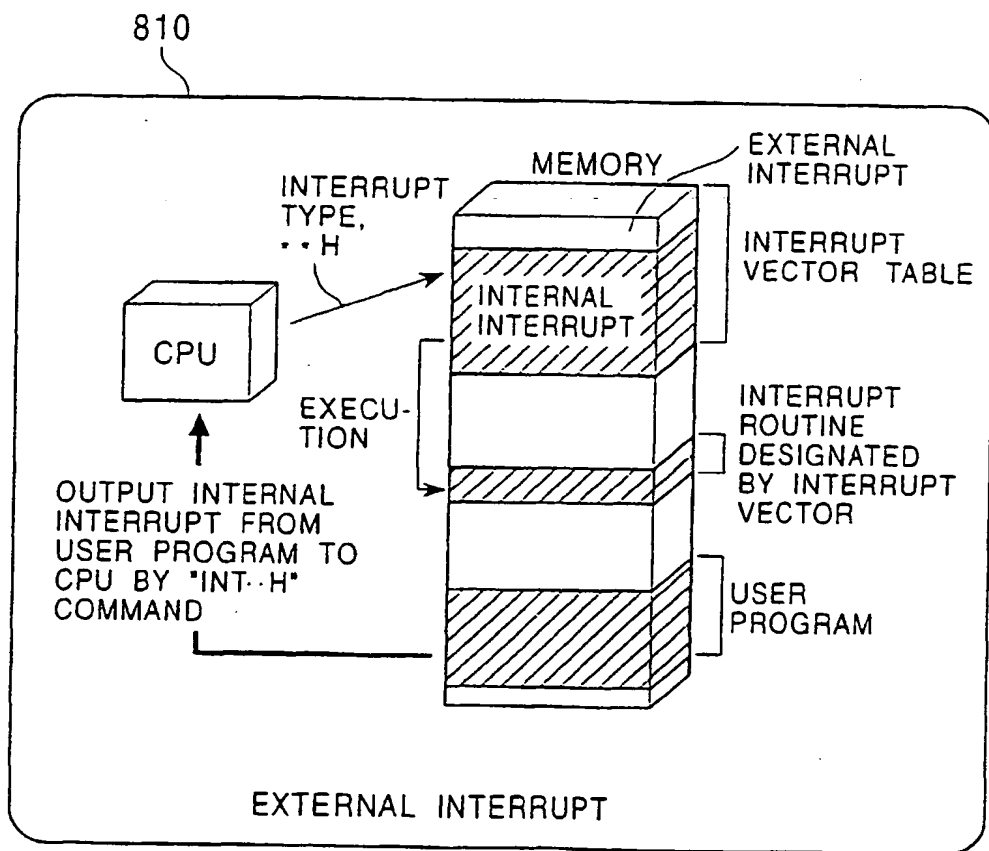 810
MEMORY
EXTERNAL
INTERRUPT
INTERRUPT
TYPE,
··H
INTERRUPT
VECTOR TABLE
INTERNAL
INTERRUPT
CPU
EXECU-
TION
INTERRUPT
ROUTINE
DESIGNATED
BY INTERRUPT
VECTOR
OUTPUT INTERNAL
INTERRUPT FROM
USER PROGRAM TO
CPU BY "INT··H"
COMMAND
USER
PROGRAM
EXTERNAL INTERRUPT